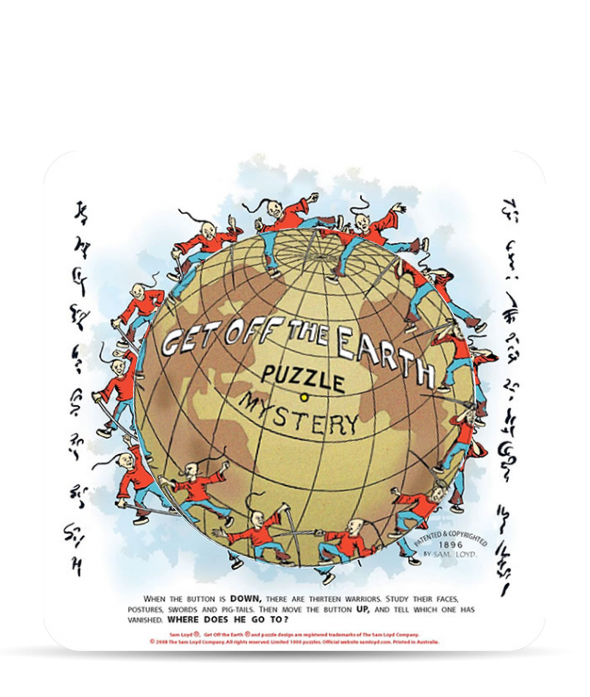 GET OFF THE EARTH
PUZZLE
MYSTERY
PATENTED & COPYRIGHTED
1896
BY SAM LOYD.
WHEN THE BUTTON IS DOWN, THERE ARE THIRTEEN WARRIORS. STUDY THEIR FACES,
POSTURES, SWORDS AND PIG-TAILS. THEN MOVE THE BUTTON UP, AND TELL WHICH ONE HAS
VANISHED. WHERE DOES HE GO TO?
Sam Loyd ®, Get Off the Earth ® and puzzle design are registered trademarks of The Sam Loyd Company.
© 2008 The Sam Loyd Company. All rights reserved. Limited 1000 puzzles. Official website samloyd.com. Printed in Australia.